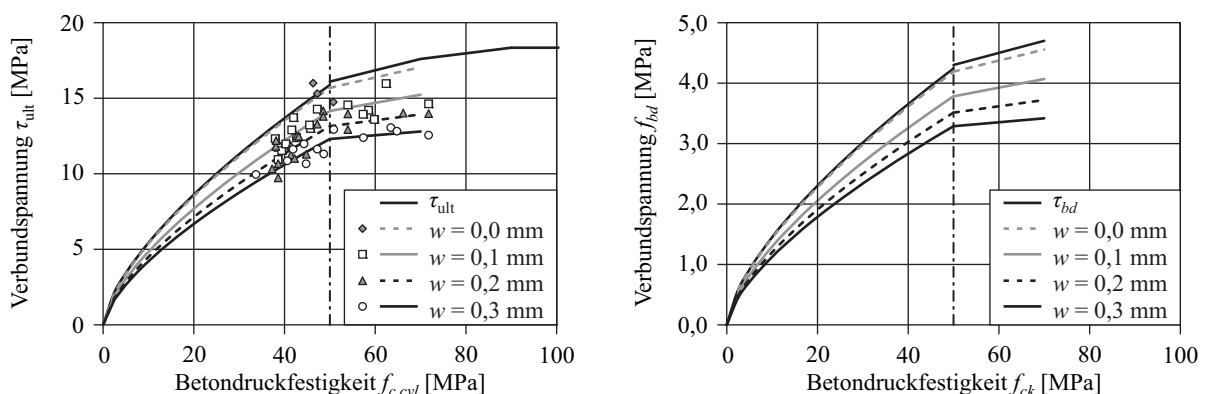 Verbundspannung τult [MPa]
20
15
10
5
0
0 20 40 60 80 100
Betondruckfestigkeit fc,cyl [MPa]
τult
w = 0,0 mm
w = 0,1 mm
w = 0,2 mm
w = 0,3 mm
Verbundspannung fbd [MPa]
5,0
4,0
3,0
2,0
1,0
0,0
0 20 40 60 80 100
Betondruckfestigkeit fck [MPa]
τbd
w = 0,0 mm
w = 0,1 mm
w = 0,2 mm
w = 0,3 mm